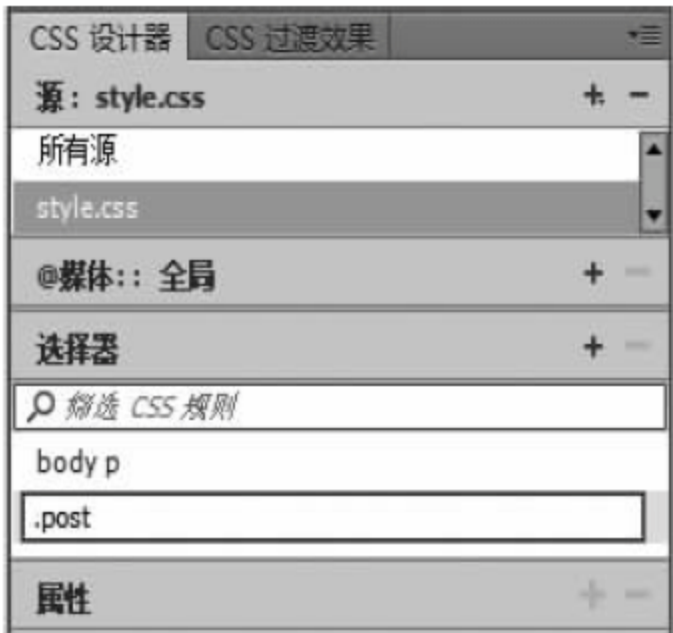 CSS 设计器 CSS 过渡效果
源： style.css
所有源
style.css
@媒体:： 全局
选择器
筛选 CSS 规则
body p
.post
属性